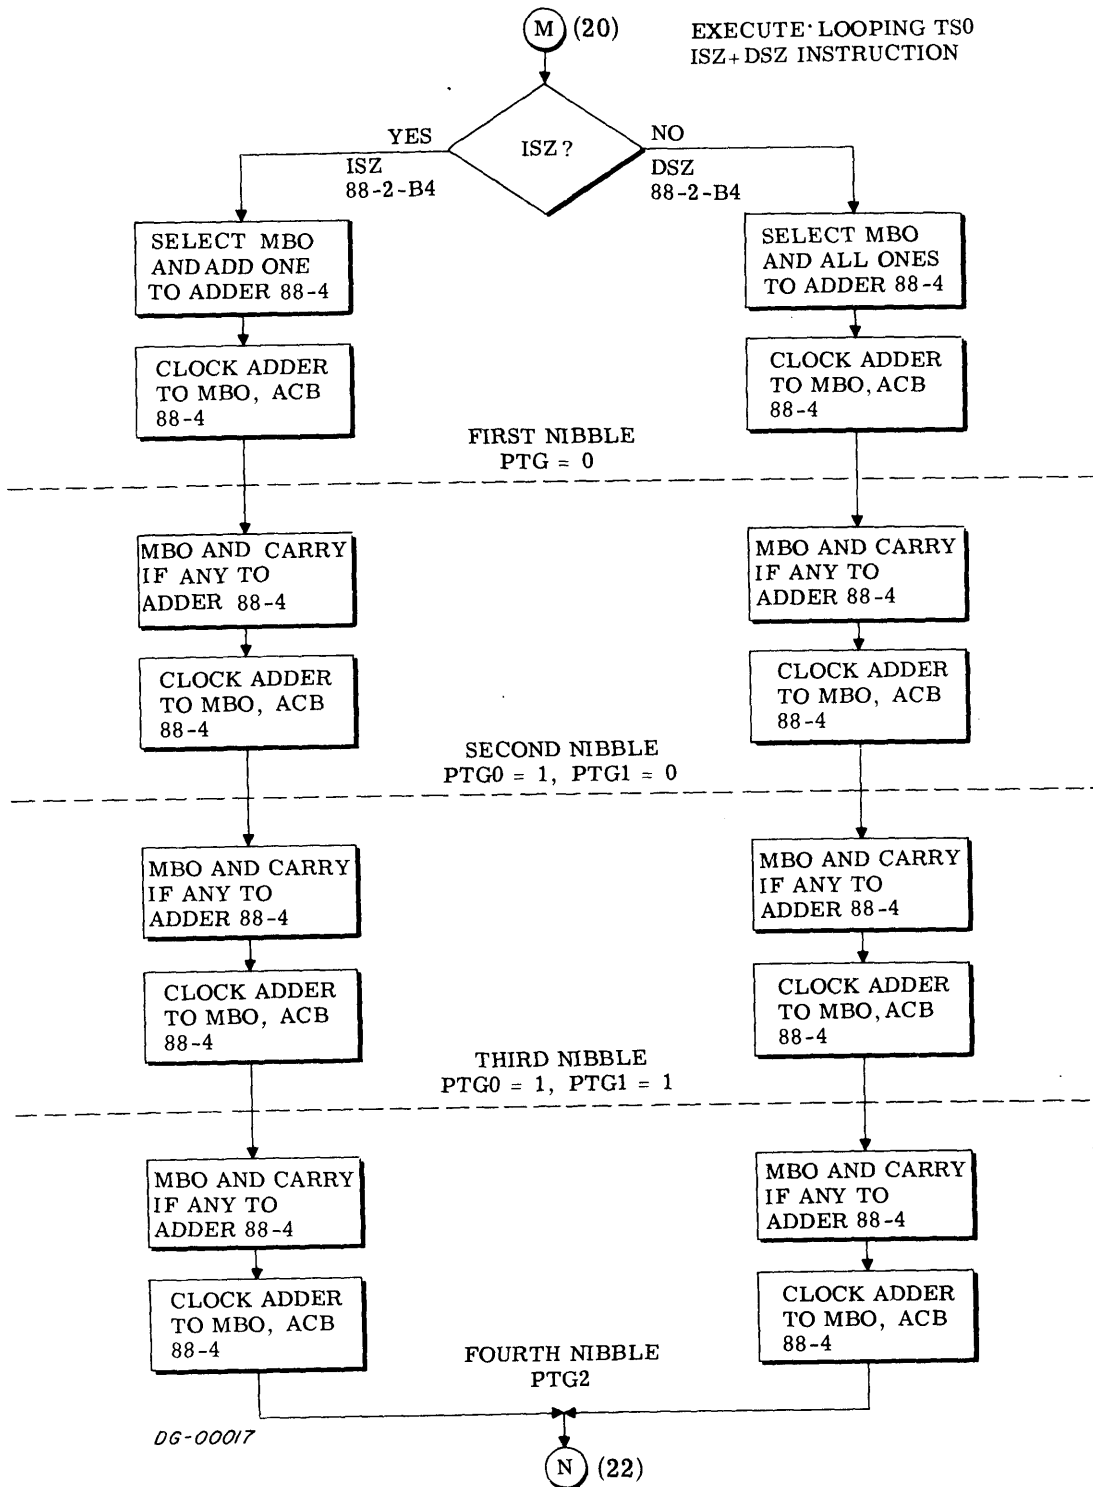 M (20)
EXECUTE· LOOPING TS0
ISZ+DSZ INSTRUCTION
ISZ?
YES
ISZ
88-2-B4
NO
DSZ
88-2-B4
SELECT MBO
AND ADD ONE
TO ADDER 88-4
SELECT MBO
AND ALL ONES
TO ADDER 88-4
CLOCK ADDER
TO MBO, ACB
88-4
CLOCK ADDER
TO MBO, ACB
88-4
FIRST NIBBLE
PTG = 0
MBO AND CARRY
IF ANY TO
ADDER 88-4
MBO AND CARRY
IF ANY TO
ADDER 88-4
CLOCK ADDER
TO MBO, ACB
88-4
CLOCK ADDER
TO MBO, ACB
88-4
SECOND NIBBLE
PTG0 = 1, PTG1 = 0
MBO AND CARRY
IF ANY TO
ADDER 88-4
MBO AND CARRY
IF ANY TO
ADDER 88-4
CLOCK ADDER
TO MBO, ACB
88-4
CLOCK ADDER
TO MBO, ACB
88-4
THIRD NIBBLE
PTG0 = 1, PTG1 = 1
MBO AND CARRY
IF ANY TO
ADDER 88-4
MBO AND CARRY
IF ANY TO
ADDER 88-4
CLOCK ADDER
TO MBO, ACB
88-4
CLOCK ADDER
TO MBO, ACB
88-4
FOURTH NIBBLE
PTG2
DG-00017
N (22)